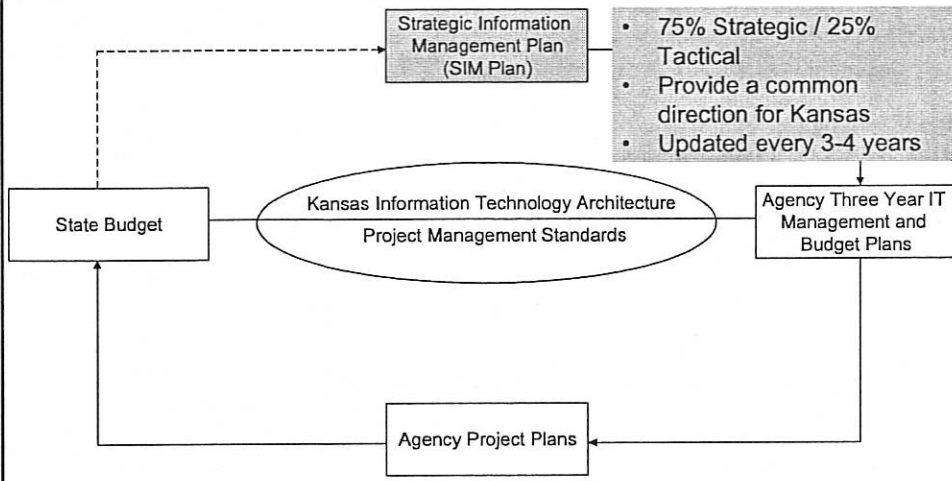 Strategic Information
Management Plan
(SIM Plan)
• 75% Strategic / 25%
Tactical
• Provide a common
direction for Kansas
• Updated every 3-4 years
State Budget
Kansas Information Technology Architecture
Project Management Standards
Agency Three Year IT
Management and
Budget Plans
Agency Project Plans